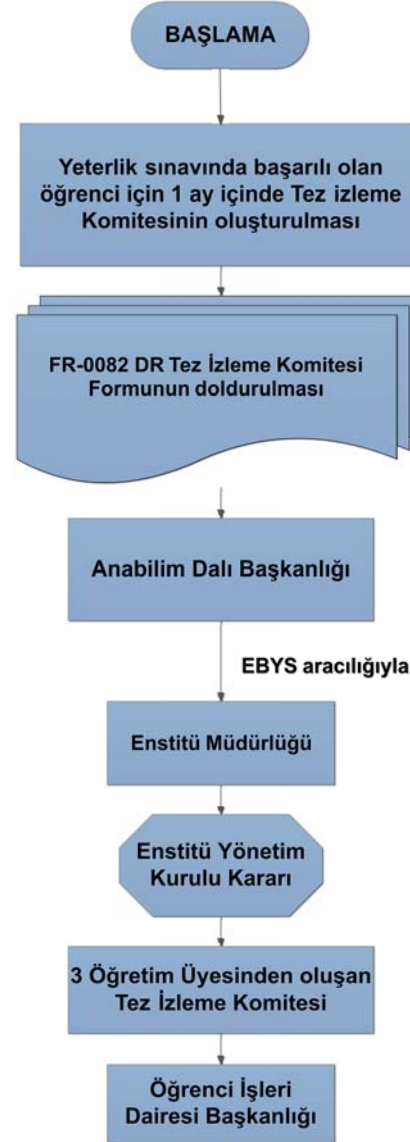 BAŞLAMA
Yeterlik sınavında başarılı olan
öğrenci için 1 ay içinde Tez izleme
Komitesinin oluşturulması
FR-0082 DR Tez İzleme Komitesi
Formunun doldurulması
Anabilim Dalı Başkanlığı
EBYS aracılığıyla
Enstitü Müdürlüğü
Enstitü Yönetim
Kurulu Kararı
3 Öğretim Üyesinden oluşan
Tez İzleme Komitesi
Öğrenci İşleri
Dairesi Başkanlığı